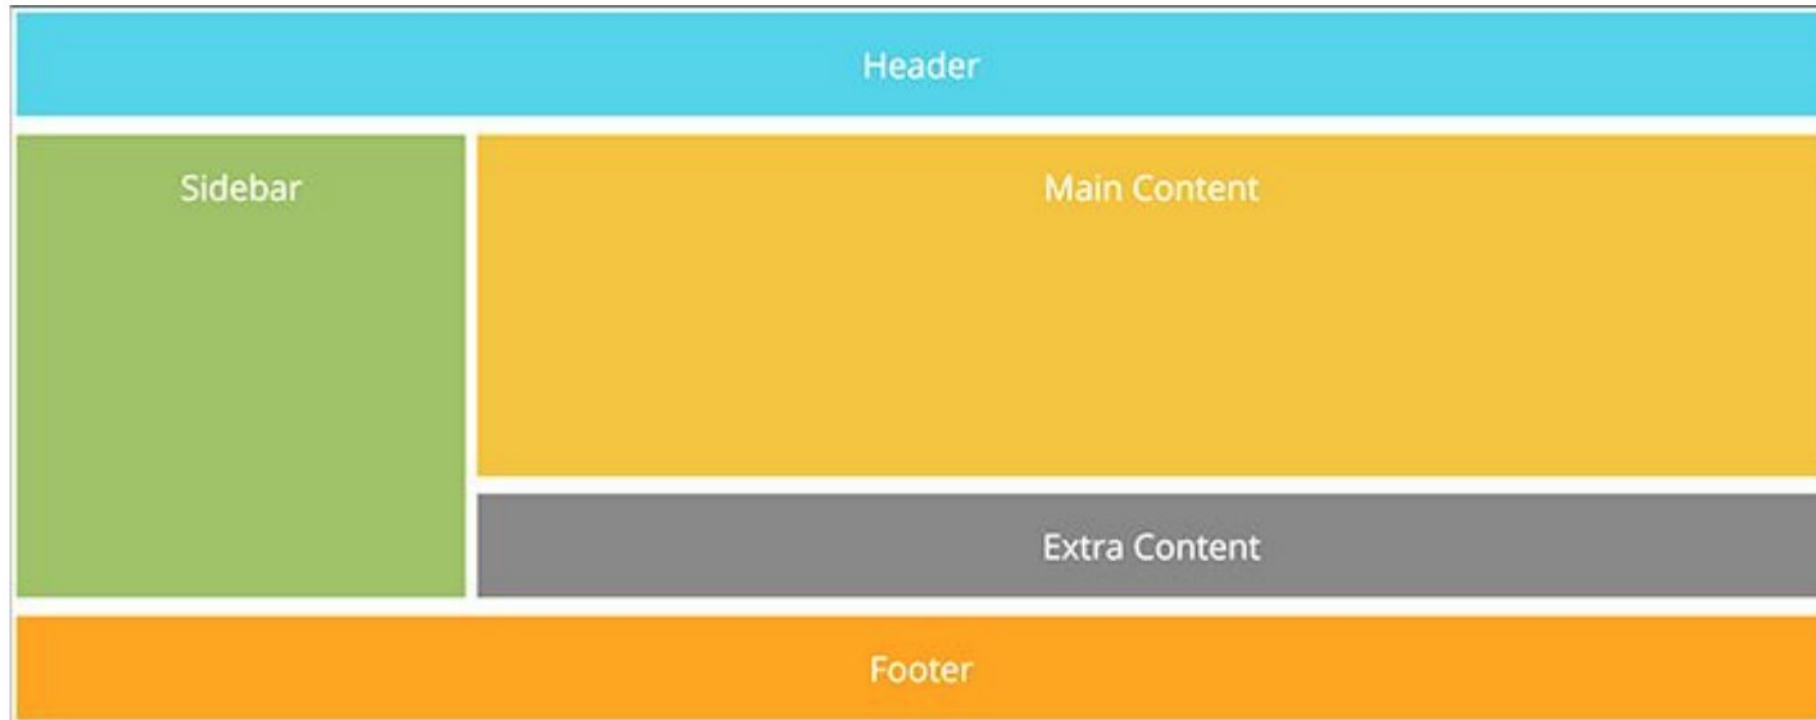 Header
Sidebar
Main Content
Extra Content
Footer